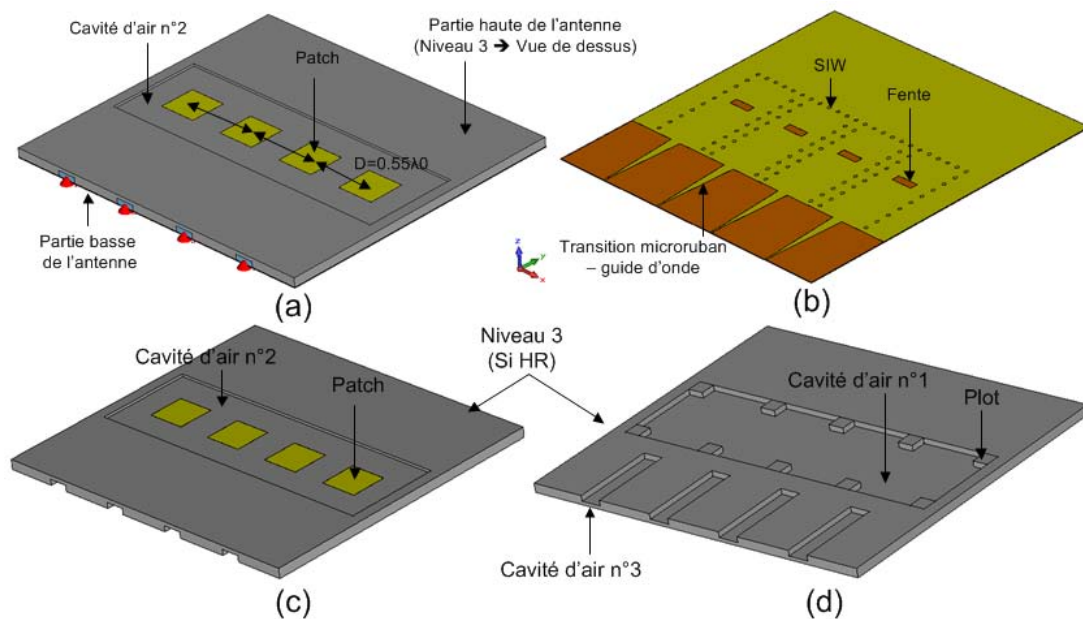 Cavité d'air n°2
Partie haute de l'antenne
(Niveau 3 ➔ Vue de dessus)
Patch
D=0.55λ0
Partie basse
de l'antenne
z
y
x
(a)
SIW
Fente
Transition microruban
– guide d'onde
(b)
Niveau 3
(Si HR)
Cavité d'air n°2
Patch
(c)
Cavité d'air n°1
Plot
Cavité d'air n°3
(d)